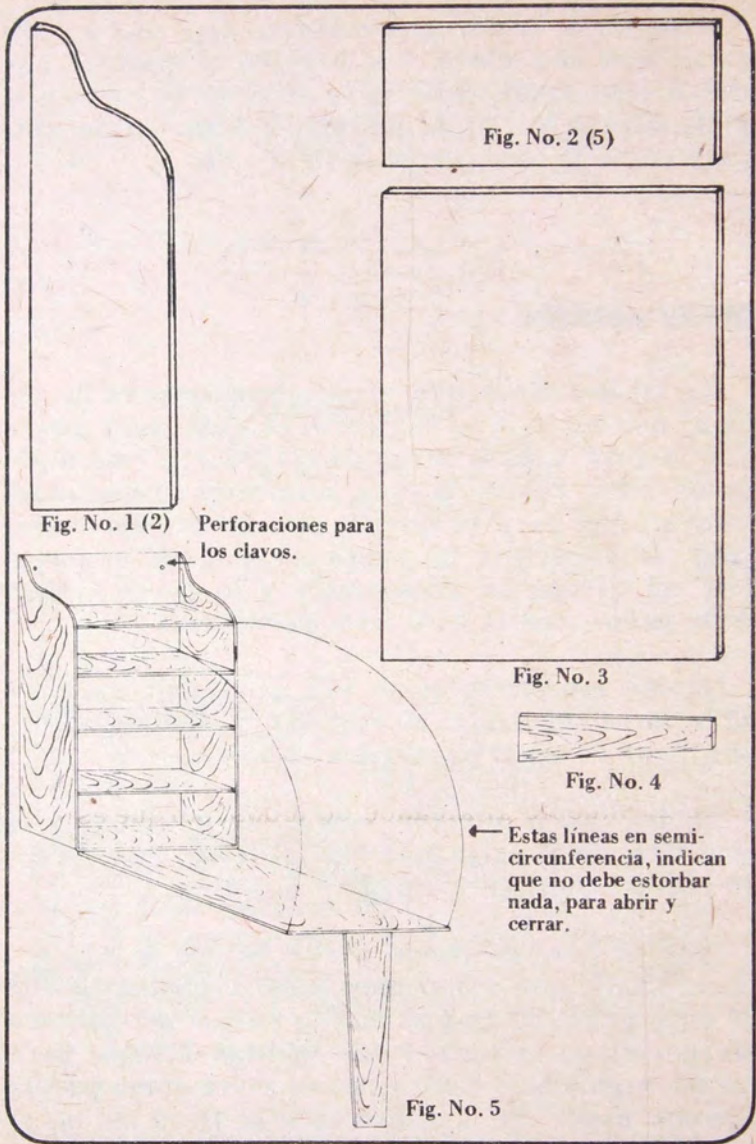 Fig. No. 2 (5)
Fig. No. 1 (2)
Perforaciones para
los clavos.
Fig. No. 3
Fig. No. 4
Estas líneas en semi-
circunferencia, indican
que no debe estorbar
nada, para abrir y
cerrar.
Fig. No. 5